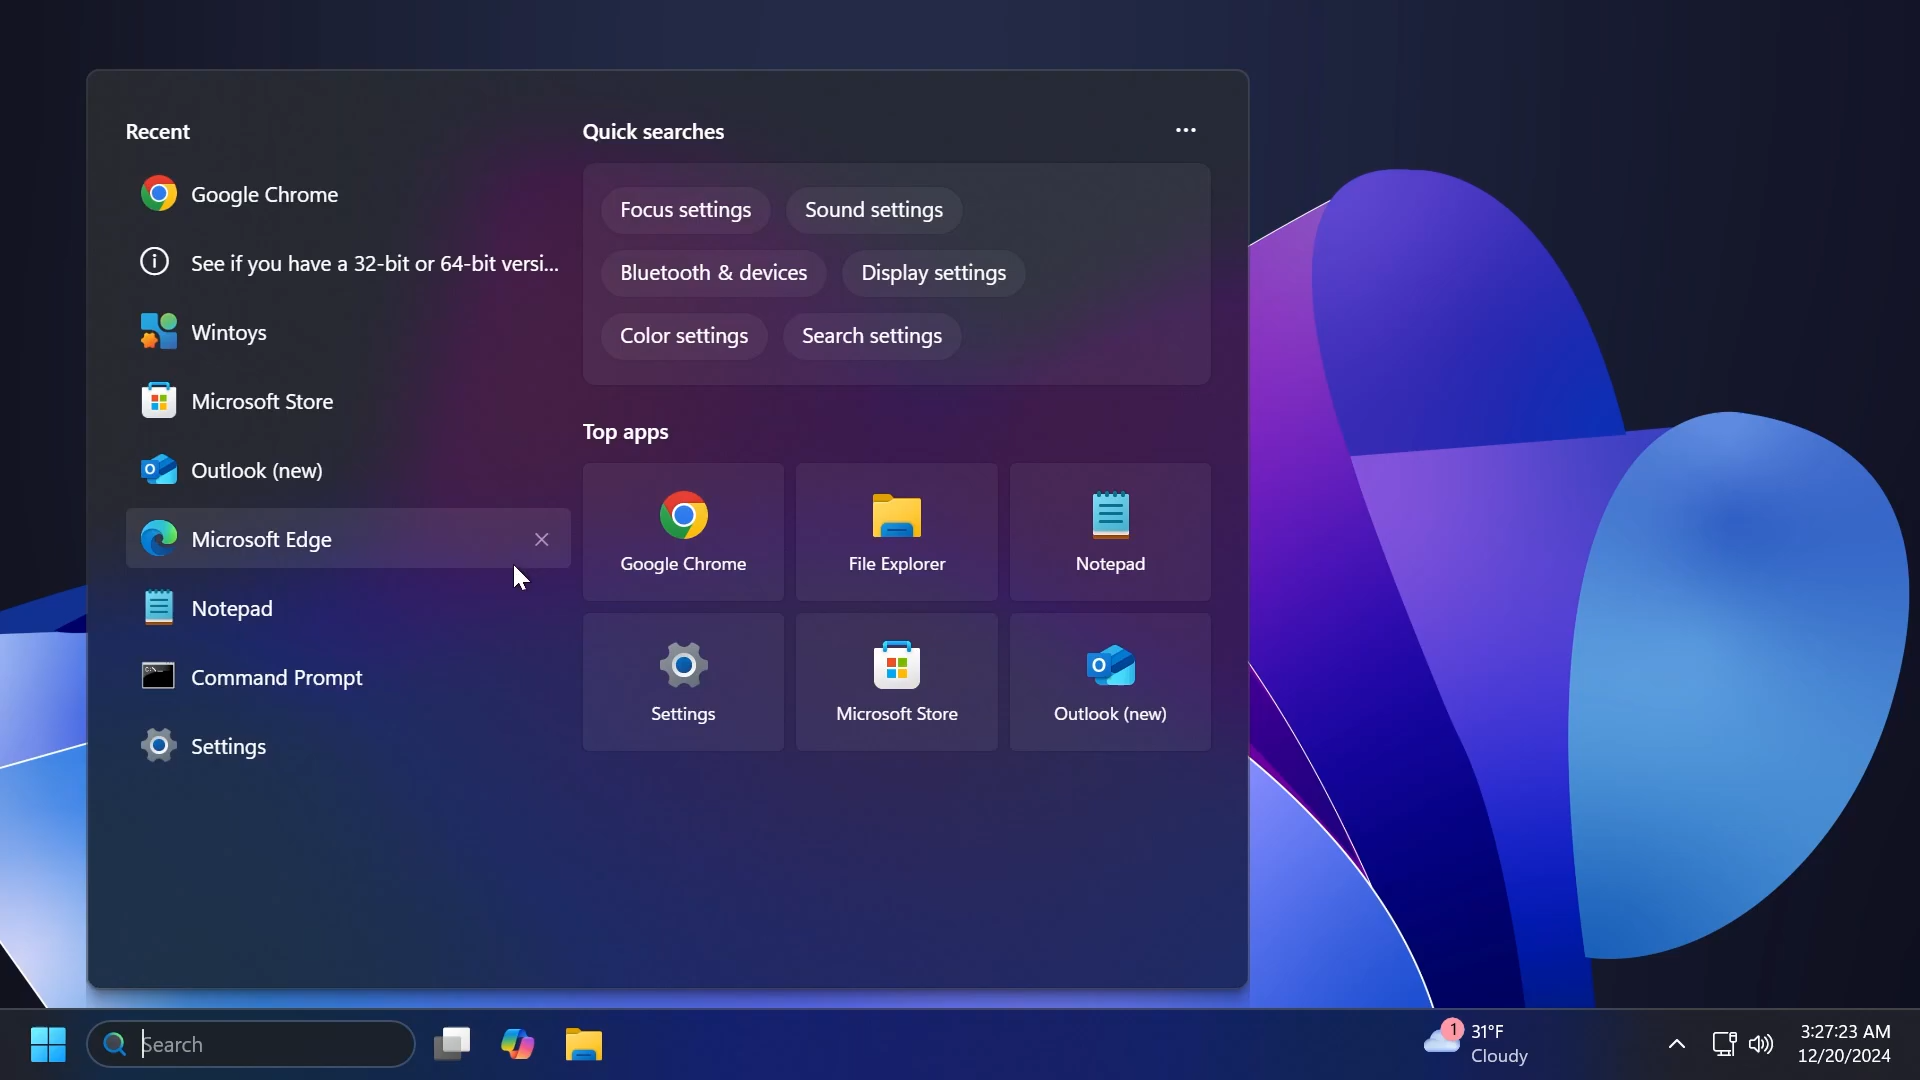 Recent
Google Chrome
See if you have a 32-bit or 64-bit versi...
Wintoys
Microsoft Store
Outlook (new)
Microsoft Edge
Notepad
Command Prompt
Settings
Quick searches
Focus settings
Sound settings
Bluetooth & devices
Display settings
Color settings
Search settings
Top apps
Google Chrome
File Explorer
Notepad
Settings
Microsoft Store
Outlook (new)
Search
1
31°F
Cloudy
3:27:23 AM
12/20/2024